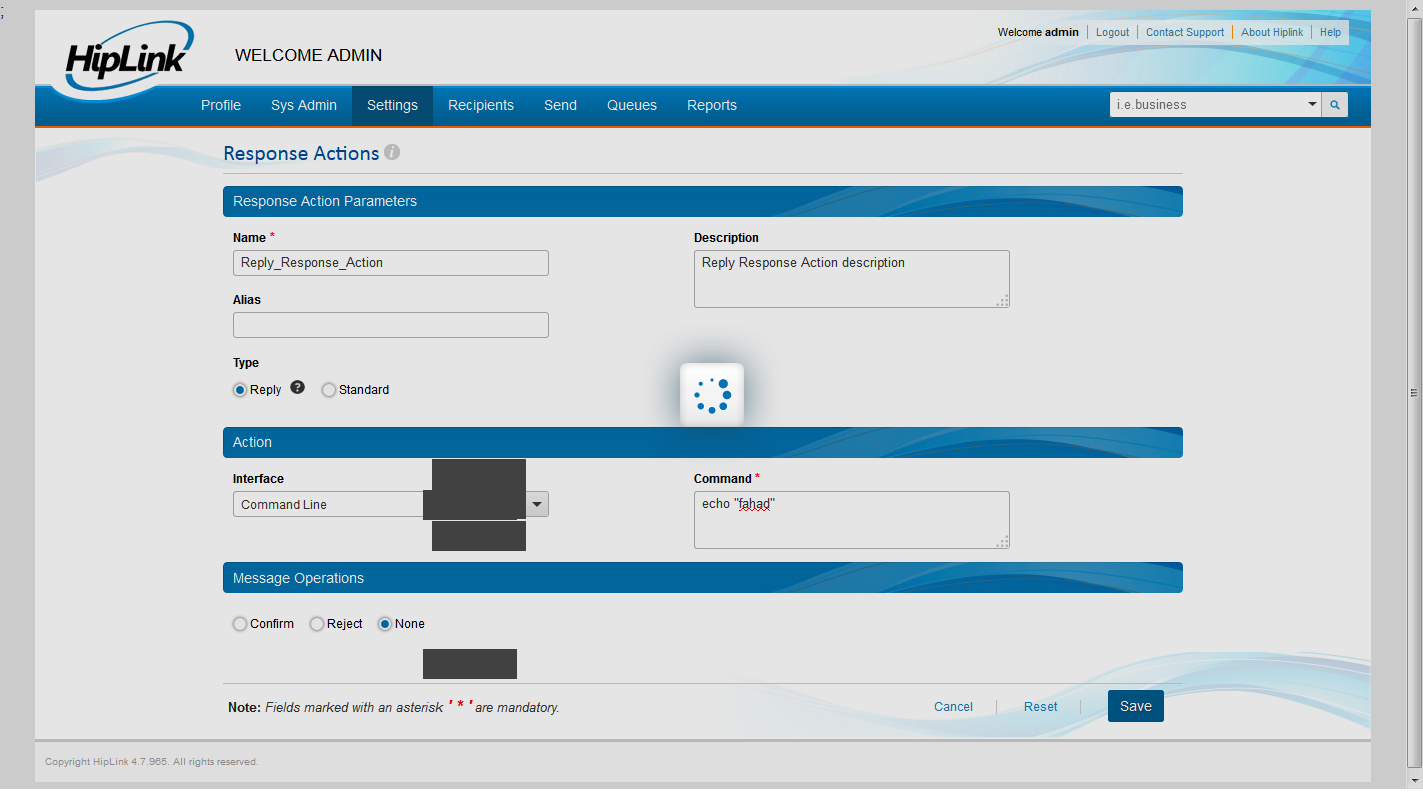 ;
HipLink
WELCOME ADMIN
Welcome admin | Logout | Contact Support | About Hiplink | Help
Profile Sys Admin Settings Recipients Send Queues Reports
i.e.business
Response Actions i
Response Action Parameters
Name * Description
Reply_Response_Action Reply Response Action description
Alias
Type
Reply ? Standard
Action
Interface Command *
Command Line echo "fahad"
Message Operations
Confirm Reject None
Note: Fields marked with an asterisk ' * ' are mandatory.
Cancel | Reset | Save
Copyright HipLink 4.7.965. All rights reserved.